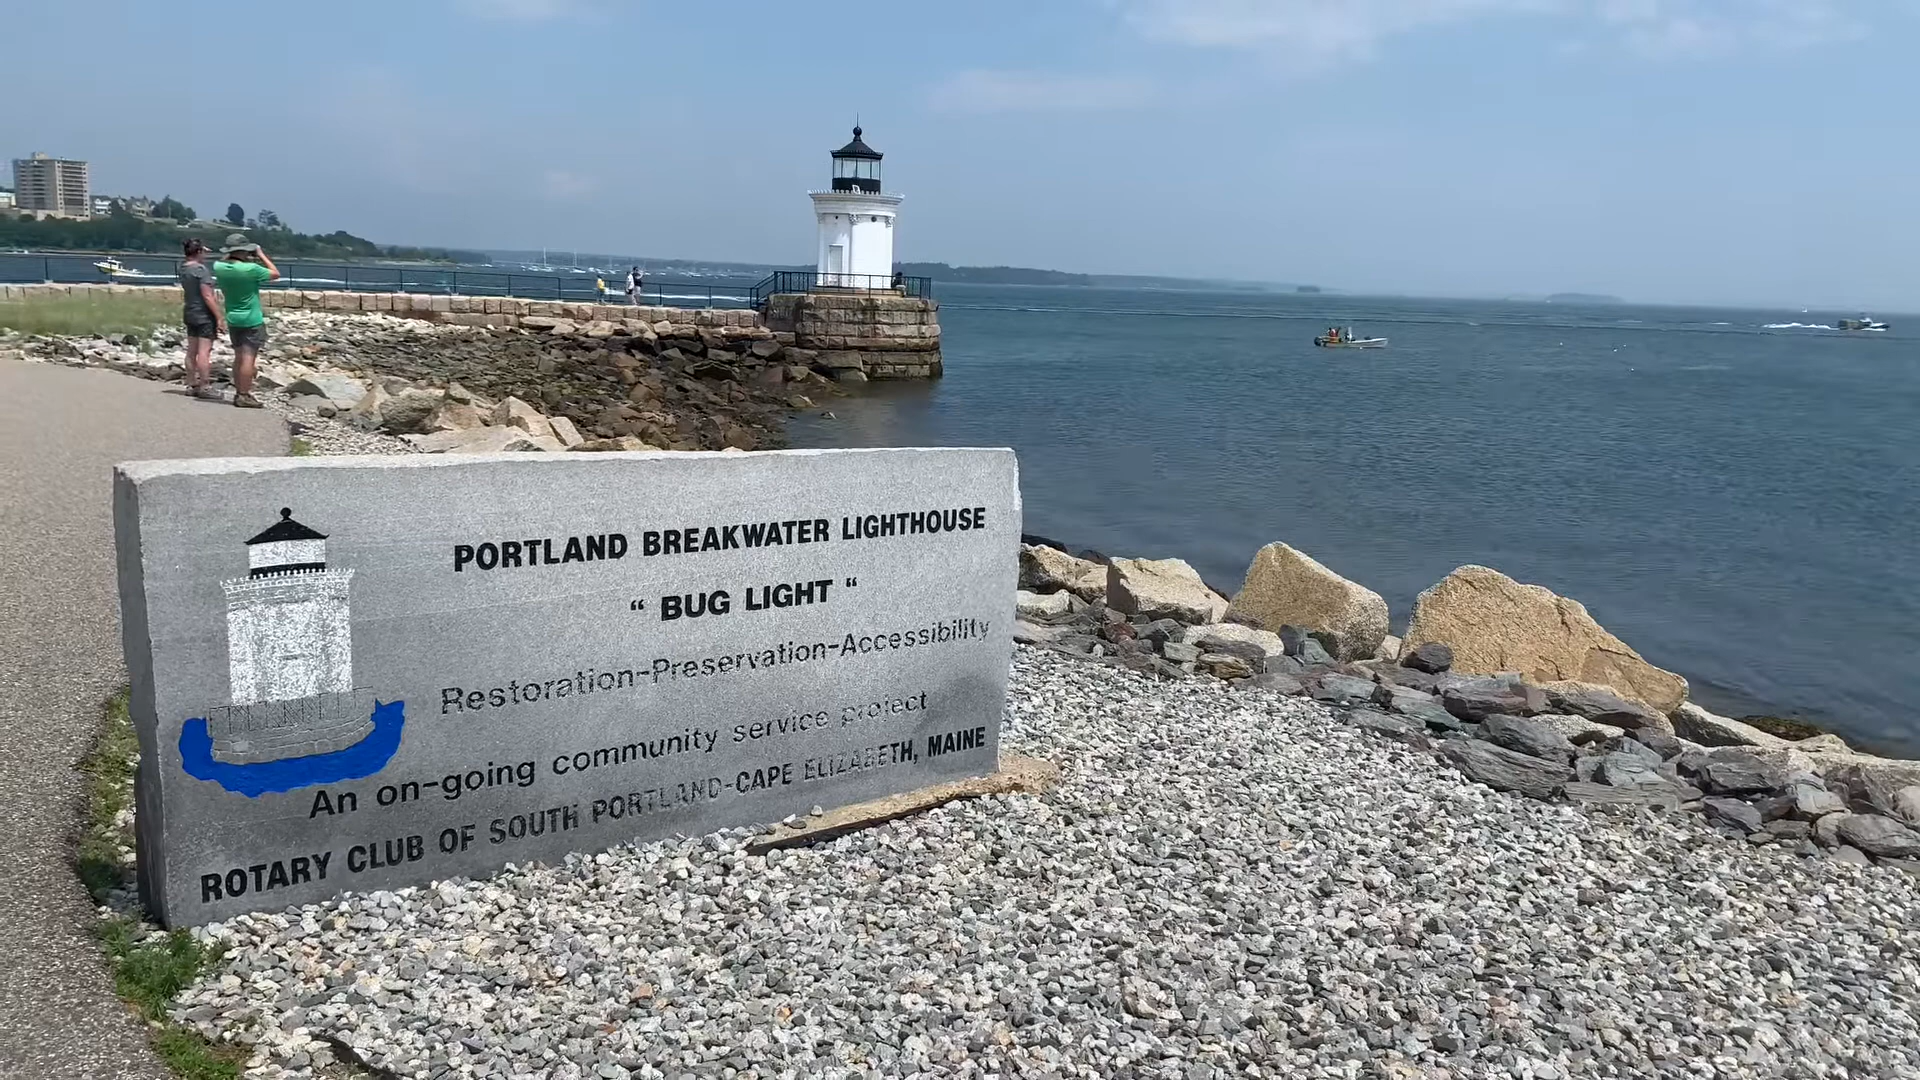 PORTLAND BREAKWATER LIGHTHOUSE
“ BUG LIGHT “
Restoration-Preservation-Accessibility
An on-going community service project
ROTARY CLUB OF SOUTH PORTLAND-CAPE ELIZABETH, MAINE